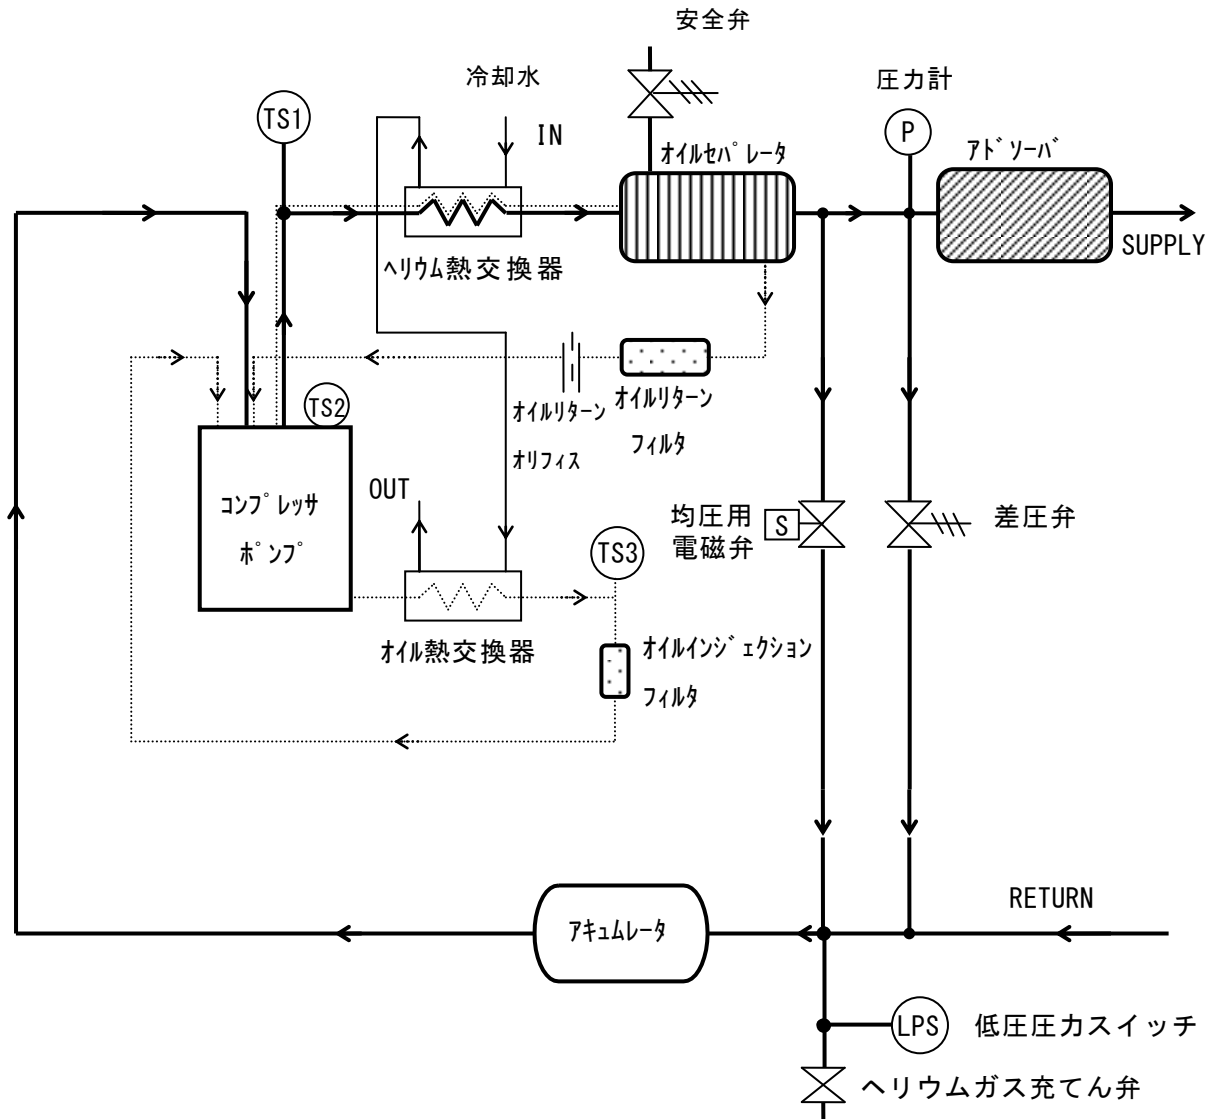 安全弁
冷却水
圧力計
TS1
IN
P
オイルセパレータ
アドソーバ
SUPPLY
ヘリウム熱交換器
TS2
オイルリターン
オリフィス
オイルリターン
フィルタ
コンプレッサ
ポンプ
OUT
均圧用
電磁弁
S
差圧弁
TS3
オイル熱交換器
オイルインジェクション
フィルタ
RETURN
アキュムレータ
LPS
低圧圧力スイッチ
ヘリウムガス充てん弁